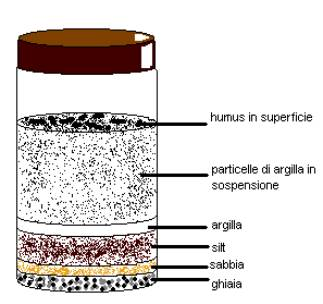 humus in superficie
particelle di argilla in
sospensione
argilla
silt
sabbia
ghiaia